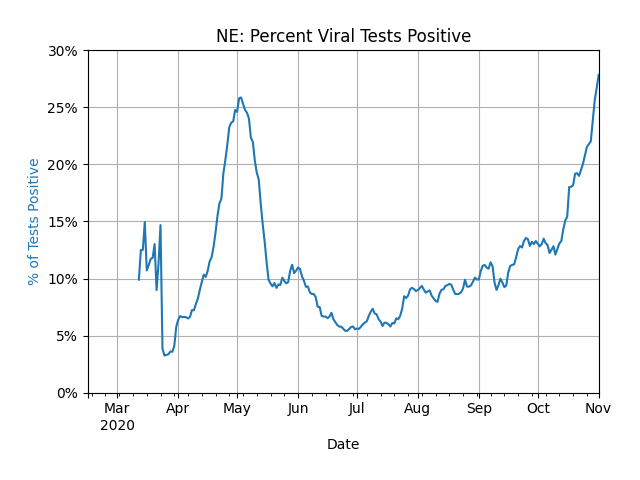 NE: Percent Viral Tests Positive
30%
25%
20%
15%
10%
5%
0%
% of Tests Positive
Mar Apr May Jun Jul Aug Sep Oct Nov
2020
Date